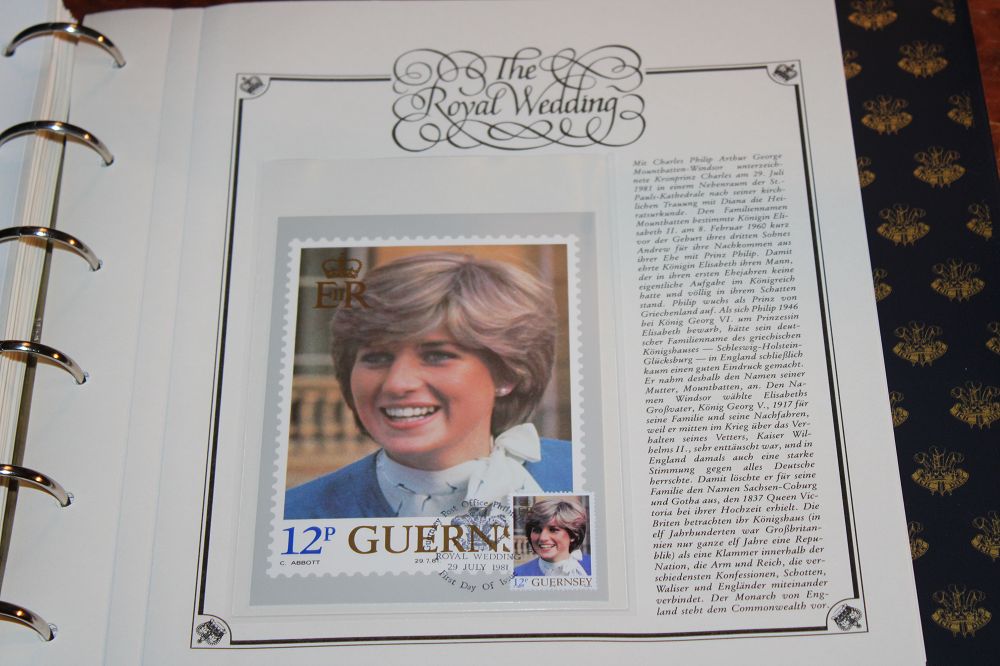 The
Royal Wedding
Mit Charles Philip Arthur George
Mountbatten-Windsor unterzeich-
nete Kronprinz Charles am 29. Juli
1981 in einem Nebenraum der St.-
Pauls-Kathedrale nach seiner kirch-
lichen Trauung mit Diana die Hei-
ratsurkunde. Den Familiennamen
Mountbatten bestimmte Königin Eli-
sabeth II. am 8. Februar 1960 kurz
vor der Geburt ihres dritten Sohnes
Andrew für ihre Nachkommen aus
ihrer Ehe mit Prinz Philip. Damit
ehrte Königin Elisabeth ihren Mann,
der in ihren ersten Ehejahren keine
eigentliche Aufgabe im Königreich
hatte und völlig in ihrem Schatten
stand. Philip wuchs als Prinz von
Griechenland auf. Als sich Philip 1946
bei König Georg VI. um Prinzessin
Elisabeth bewarb, hätte sein deut-
scher Familienname des griechischen
Königshauses — Schleswig-Holstein-
Glücksburg — in England schließlich
kaum einen guten Eindruck gemacht.
Er nahm deshalb den Namen seiner
Mutter, Mountbatten, an. Den Na-
men Windsor wählte Elisabeths
Großvater, König Georg V., 1917 für
seine Familie und seine Nachfahren,
weil er mitten im Krieg über das Ver-
halten seines Vetters, Kaiser Wil-
helms II., sehr enttäuscht war, und in
England damals auch eine starke
Stimmung gegen alles Deutsche
herrschte. Damit löschte er für seine
Familie den Namen Sachsen-Coburg
und Gotha aus, den 1837 Queen Vic-
toria bei ihrer Hochzeit erhielt. Die
Briten betrachten ihr Königshaus (in
elf Jahrhunderten war Großbritan-
nien nur ganze elf Jahre eine Repu-
blik) als eine Klammer innerhalb der
Nation, die Arm und Reich, die ver-
schiedensten Konfessionen, Schotten,
Waliser und Engländer miteinander
verbindet. Der Monarch von Eng-
land steht dem Commonwealth vor.
EIIR
12P GUERNS
C. ABBOTT 29.7.81
Post Office
ROYAL WEDDING
29 JULY 1981
First Day Of Issue
12P GUERNSEY